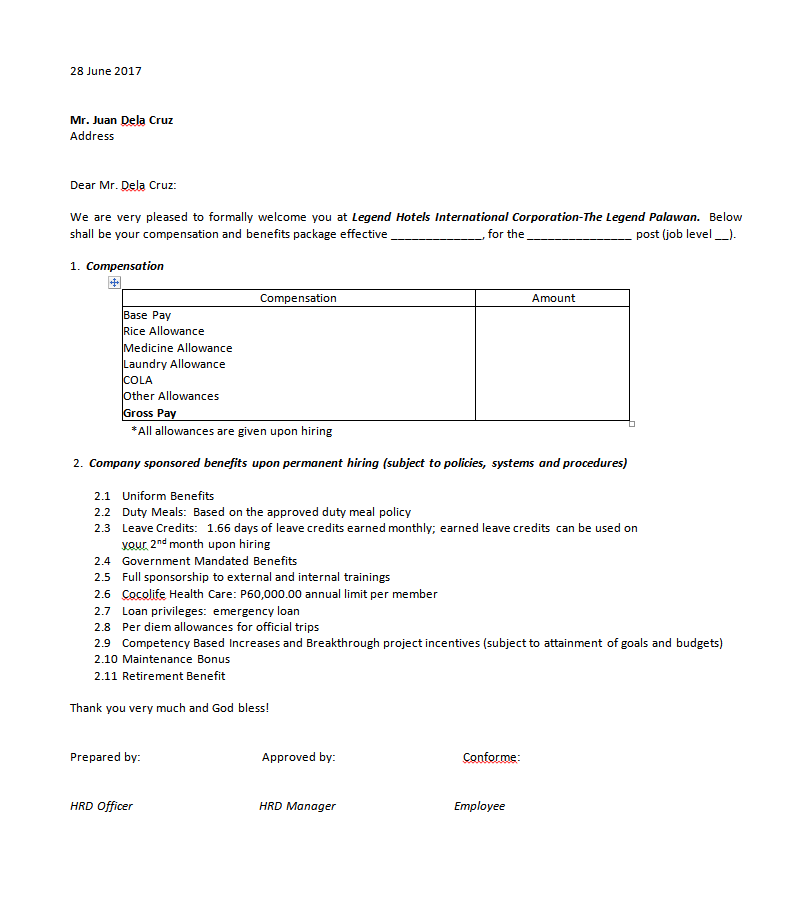 28 June 2017
Mr. Juan Dela Cruz
Address
Dear Mr. Dela Cruz:
We are very pleased to formally welcome you at Legend Hotels International Corporation-The Legend Palawan. Below
shall be your compensation and benefits package effective _____________, for the _______________ post (job level __).
1. Compensation
Compensation Amount
Base Pay
Rice Allowance
Medicine Allowance
Laundry Allowance
COLA
Other Allowances
Gross Pay
*All allowances are given upon hiring
2. Company sponsored benefits upon permanent hiring (subject to policies, systems and procedures)
2.1 Uniform Benefits
2.2 Duty Meals: Based on the approved duty meal policy
2.3 Leave Credits: 1.66 days of leave credits earned monthly; earned leave credits can be used on
your 2nd month upon hiring
2.4 Government Mandated Benefits
2.5 Full sponsorship to external and internal trainings
2.6 Cocolife Health Care: P60,000.00 annual limit per member
2.7 Loan privileges: emergency loan
2.8 Per diem allowances for official trips
2.9 Competency Based Increases and Breakthrough project incentives (subject to attainment of goals and budgets)
2.10 Maintenance Bonus
2.11 Retirement Benefit
Thank you very much and God bless!
Prepared by: Approved by: Conforme:
HRD Officer HRD Manager Employee